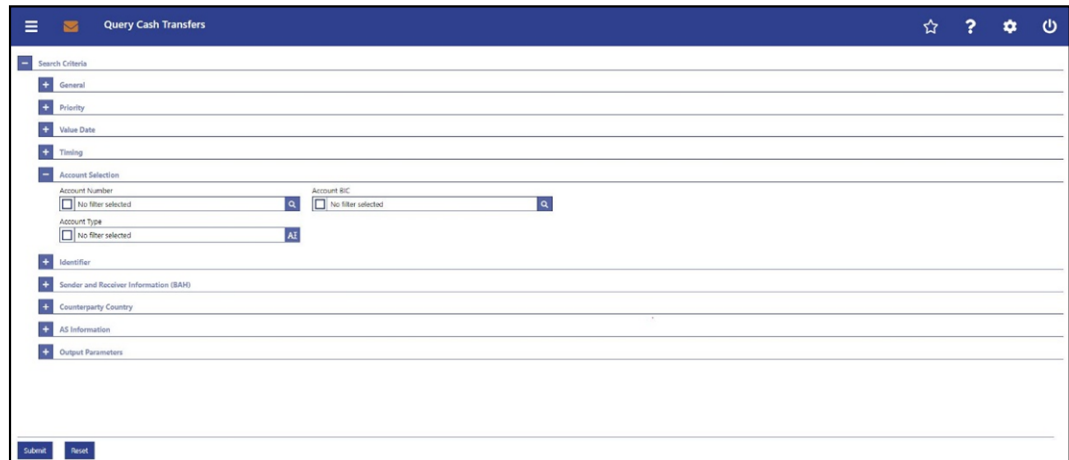 Query Cash Transfers
Search Criteria
General
Priority
Value Date
Timing
Account Selection
Account Number Account BIC
No filter selected No filter selected
Account Type
No filter selected
Identifier
Sender and Receiver Information (BAH)
Counterparty Country
AS Information
Output Parameters
Submit Reset